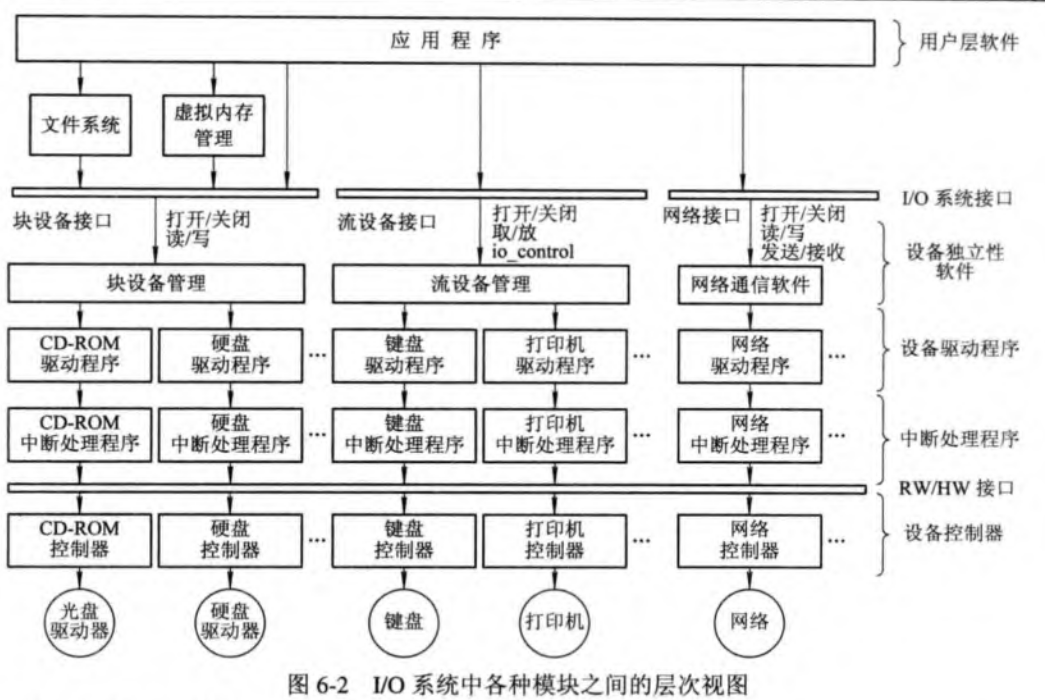 应用程序
用户层软件
文件系统
虚拟内存
管理
I/O 系统接口
块设备接口
打开/关闭
读/写
流设备接口
打开/关闭
取/放
io_control
网络接口
打开/关闭
读/写
发送/接收
设备独立性
软件
块设备管理
流设备管理
网络通信软件
CD-ROM
驱动程序
硬盘
驱动程序
...
键盘
驱动程序
打印机
驱动程序
...
网络
驱动程序
...
设备驱动程序
CD-ROM
中断处理程序
硬盘
中断处理程序
...
键盘
中断处理程序
打印机
中断处理程序
...
网络
中断处理程序
...
中断处理程序
RW/HW 接口
CD-ROM
控制器
硬盘
控制器
...
键盘
控制器
打印机
控制器
...
网络
控制器
...
设备控制器
光盘
驱动器
硬盘
驱动器
键盘
打印机
网络
图 6-2 I/O 系统中各种模块之间的层次视图